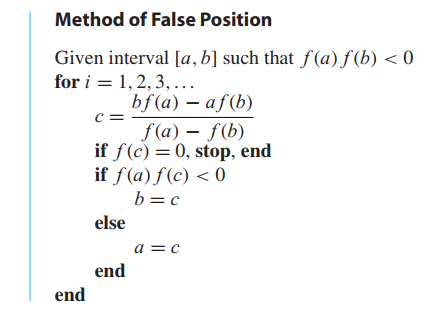 Method of False Position
Given interval [a, b] such that f(a) f(b) < 0
for i = 1, 2, 3, . . .
c = \frac{bf(a) − af(b)}{f(a) − f(b)}
if f(c) = 0, stop, end
if f(a) f(c) < 0
b = c
else
a = c
end
end